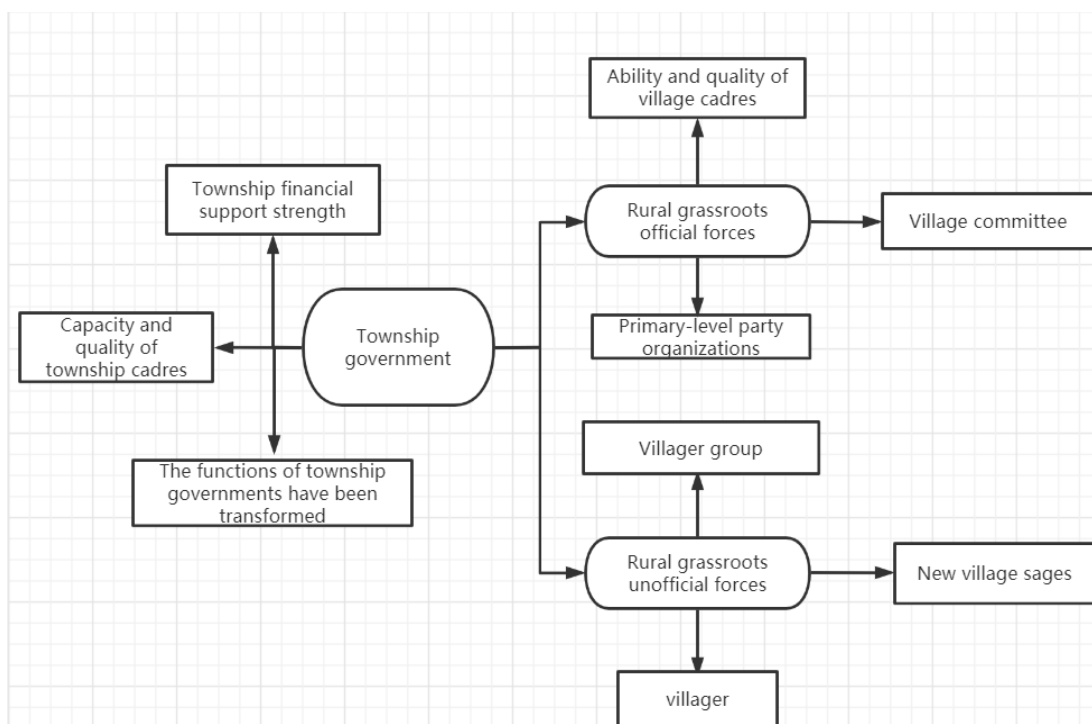 Ability and quality of
village cadres
Township financial
support strength
Rural grassroots
official forces
Village committee
Capacity and
quality of
township cadres
Township
government
Primary-level party
organizations
Villager group
The functions of township
governments have been
transformed
Rural grassroots
unofficial forces
New village sages
villager